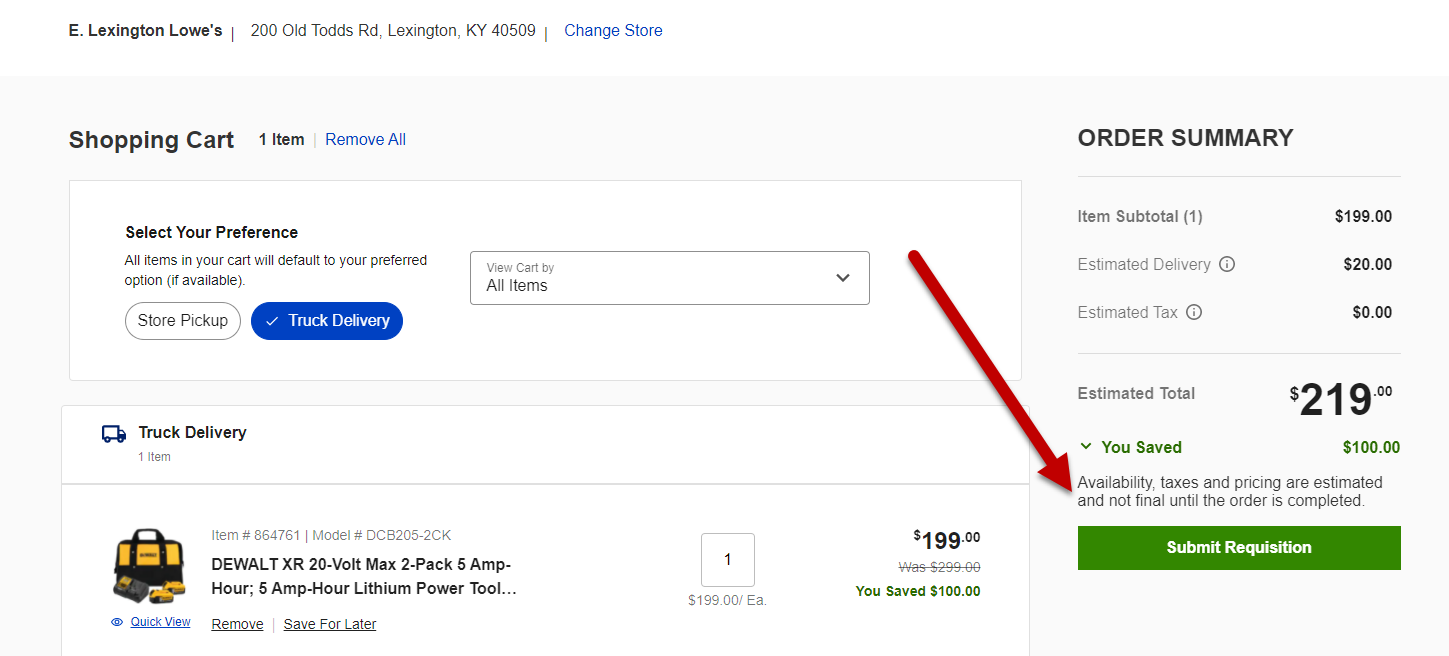 E. Lexington Lowe's | 200 Old Todds Rd, Lexington, KY 40509 | Change Store
Shopping Cart 1 Item | Remove All
Select Your Preference
All items in your cart will default to your preferred
option (if available).
Store Pickup
Truck Delivery
View Cart by
All Items
Truck Delivery
1 Item
Item # 864761 | Model # DCB205-2CK
DEWALT XR 20-Volt Max 2-Pack 5 Amp-
Hour; 5 Amp-Hour Lithium Power Tool...
Quick View
Remove | Save For Later
1
$199.00/ Ea.
$199.00
Was $299.00
You Saved $100.00
ORDER SUMMARY
Item Subtotal (1) $199.00
Estimated Delivery $20.00
Estimated Tax $0.00
Estimated Total $219.00
You Saved $100.00
Availability, taxes and pricing are estimated
and not final until the order is completed.
Submit Requisition